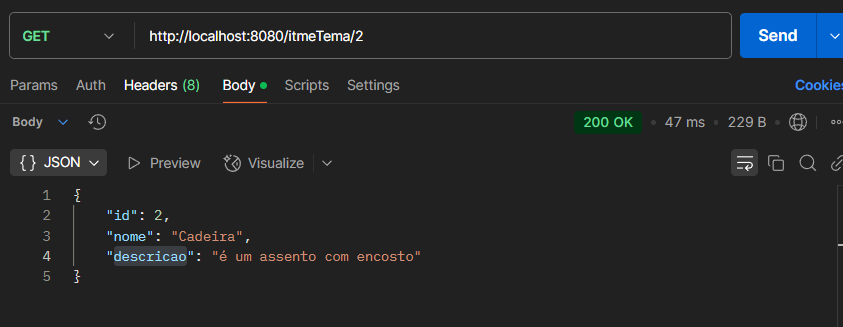 GET http://localhost:8080/itmeTema/2 Send
Params Auth Headers (8) Body Scripts Settings Cookies
Body 200 OK • 47 ms • 229 B
{} JSON Preview Visualize
1 {
2 "id": 2,
3 "nome": "Cadeira",
4 "descricao": "é um assento com encosto"
5 }